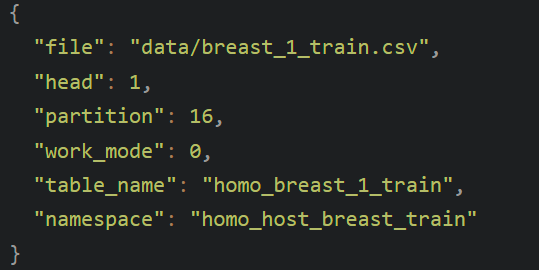 {
  "file": "data/breast_1_train.csv",
  "head": 1,
  "partition": 16,
  "work_mode": 0,
  "table_name": "homo_breast_1_train",
  "namespace": "homo_host_breast_train"
}